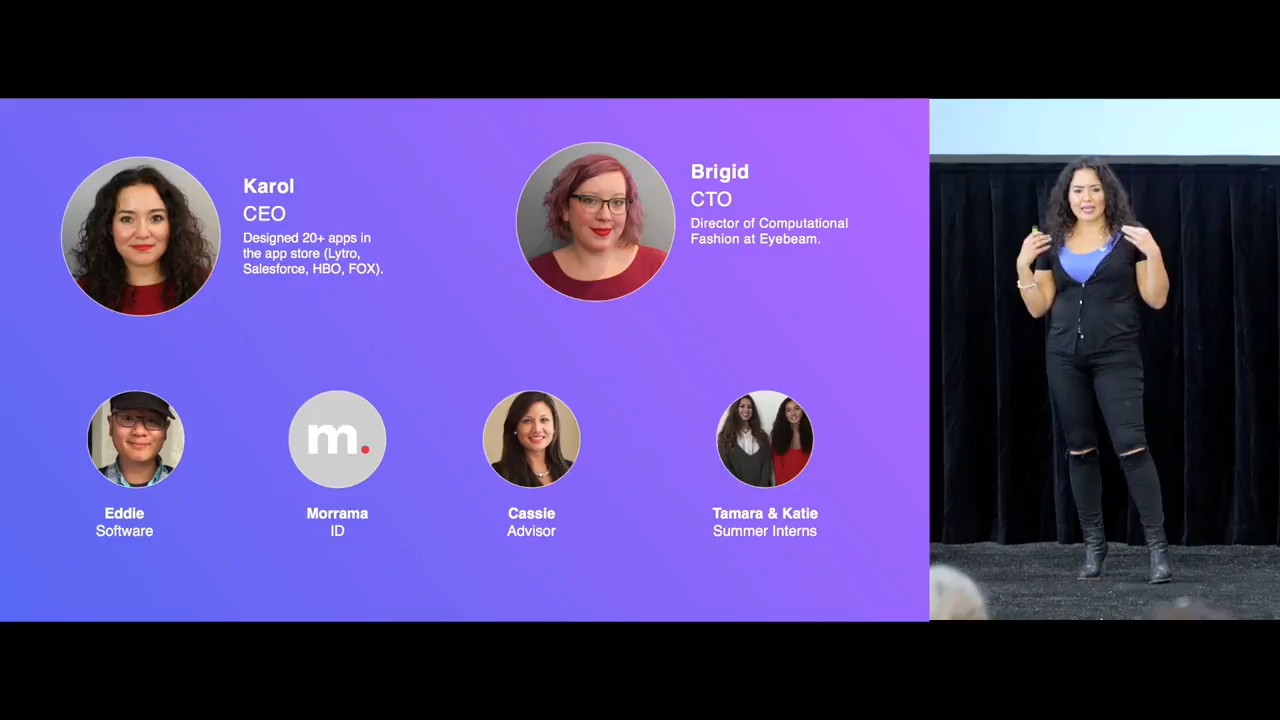 Karol
CEO
Designed 20+ apps in
the app store (Lytro,
Salesforce, HBO, FOX).
Brigid
CTO
Director of Computational
Fashion at Eyebeam.
m.
Eddie
Software
Morrama
ID
Cassie
Advisor
Tamara & Katie
Summer Interns